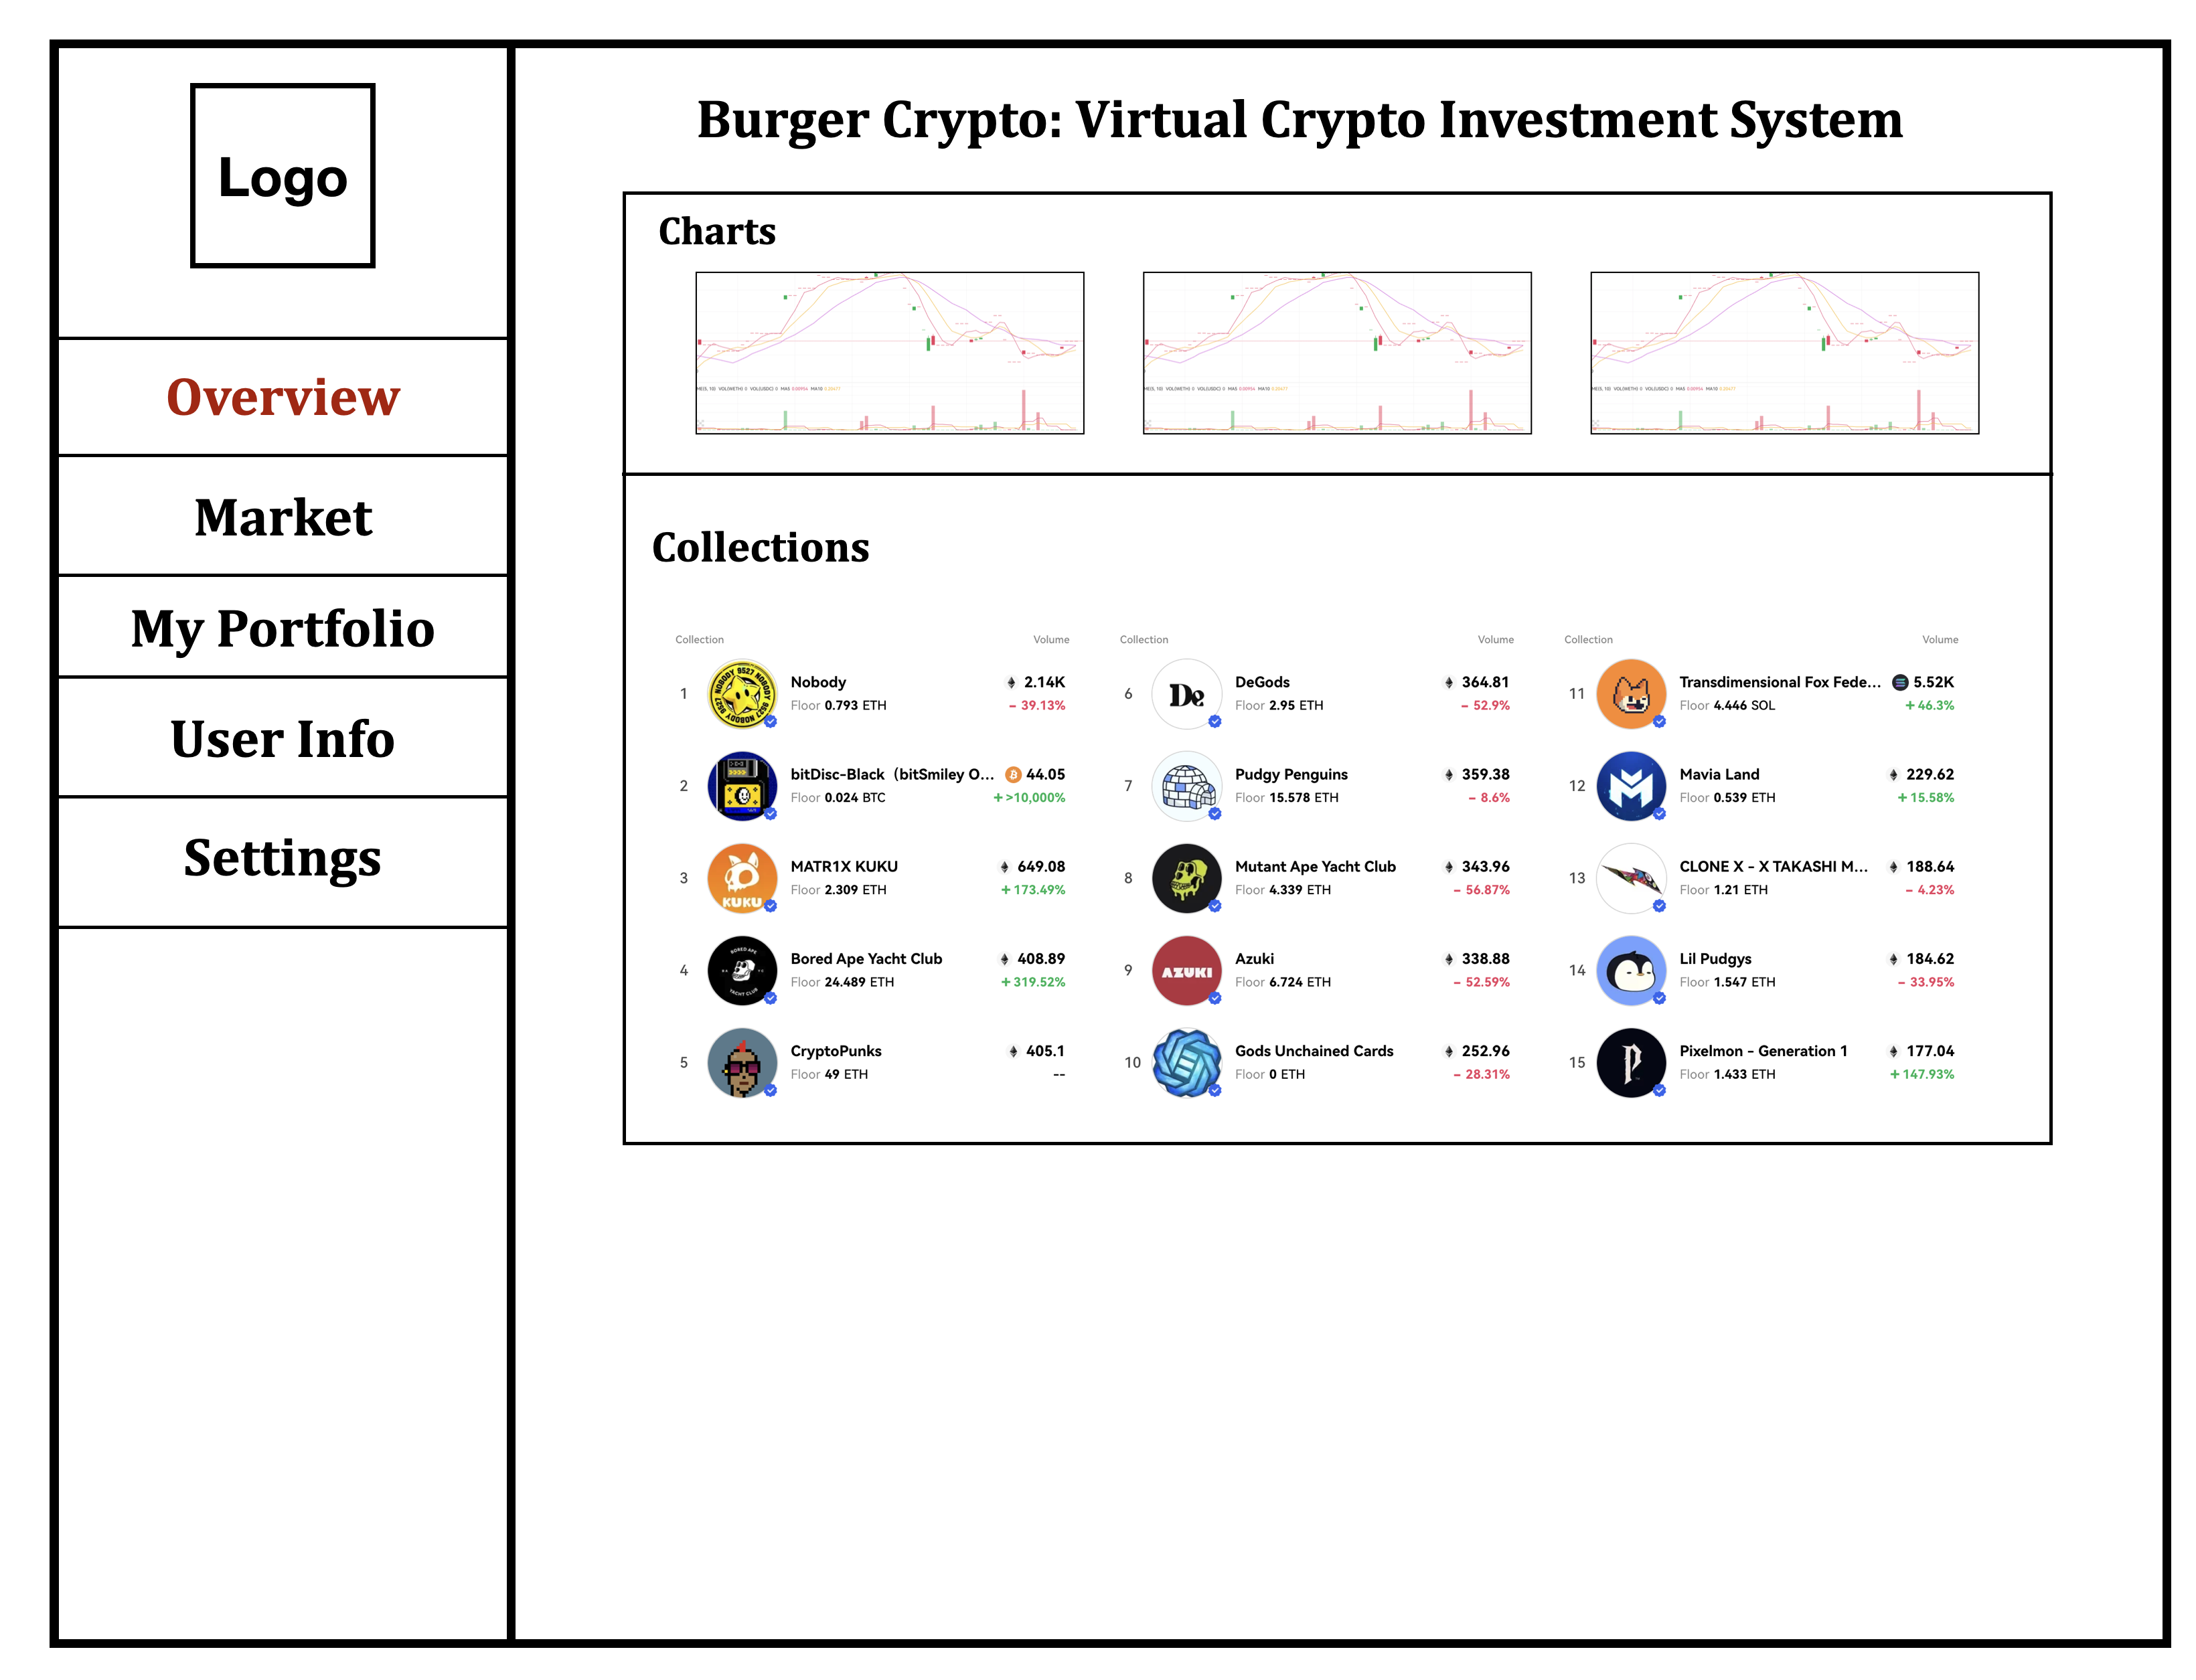 Logo
Overview
Market
My Portfolio
User Info
Settings
Burger Crypto: Virtual Crypto Investment System
Charts
Collections
Collection Volume
1 Nobody 2.14K
Floor 0.793 ETH - 39.13%
2 bitDisc-Black（bitSmiley O... 44.05
Floor 0.024 BTC + >10,000%
3 MATR1X KUKU 649.08
Floor 2.309 ETH + 173.49%
KUKU
4 Bored Ape Yacht Club 408.89
Floor 24.489 ETH + 319.52%
BORED APE
YACHT CLUB
5 CryptoPunks 405.1
Floor 49 ETH --
Collection Volume
6 De DeGods 364.81
Floor 2.95 ETH - 52.9%
7 Pudgy Penguins 359.38
Floor 15.578 ETH - 8.6%
8 Mutant Ape Yacht Club 343.96
Floor 4.339 ETH - 56.87%
9 AZUKI Azuki 338.88
Floor 6.724 ETH - 52.59%
10 Gods Unchained Cards 252.96
Floor 0 ETH - 28.31%
Collection Volume
11 Transdimensional Fox Fede... 5.52K
Floor 4.446 SOL + 46.3%
12 Mavia Land 229.62
Floor 0.539 ETH + 15.58%
13 CLONE X - X TAKASHI M... 188.64
Floor 1.21 ETH - 4.23%
14 Lil Pudgys 184.62
Floor 1.547 ETH - 33.95%
15 Pixelmon - Generation 1 177.04
Floor 1.433 ETH + 147.93%